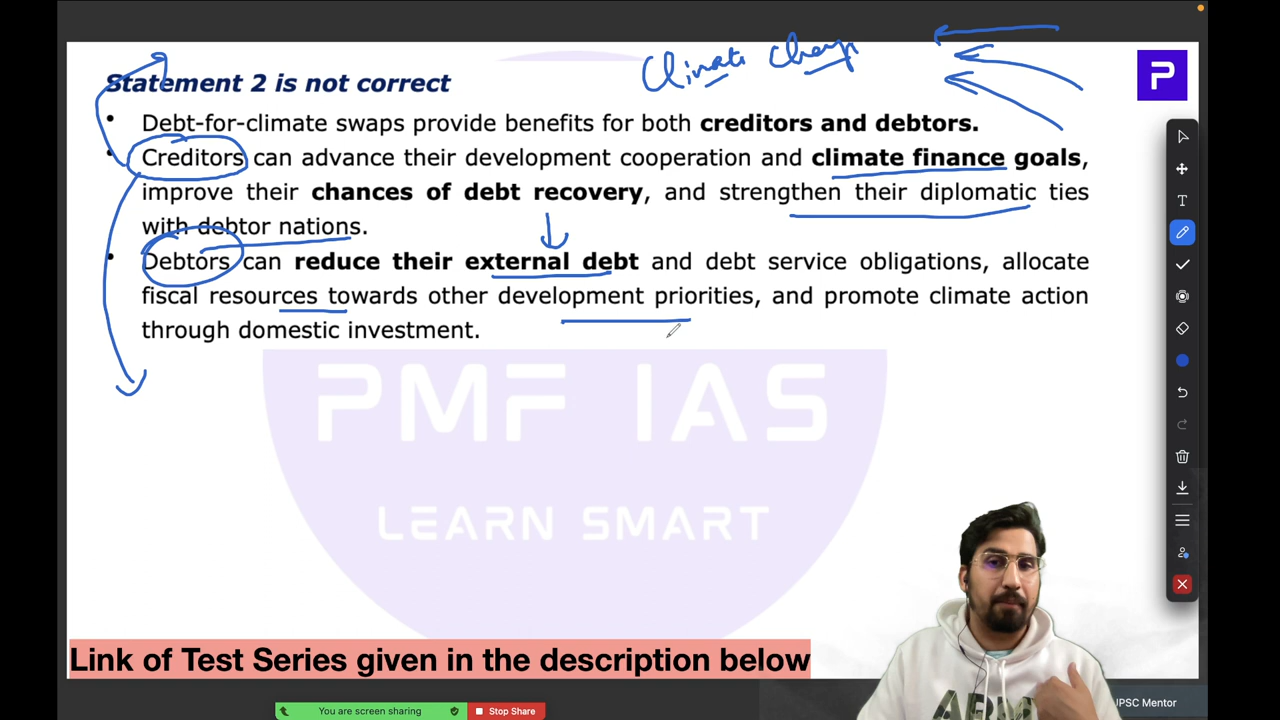 Climate Change
P
Statement 2 is not correct
• Debt-for-climate swaps provide benefits for both creditors and debtors.
• Creditors can advance their development cooperation and climate finance goals,
improve their chances of debt recovery, and strengthen their diplomatic ties
with debtor nations.
• Debtors can reduce their external debt and debt service obligations, allocate
fiscal resources towards other development priorities, and promote climate action
through domestic investment.
T
PMF IAS
LEARN SMART
Link of Test Series given in the description below
ARMY
UPSC Mentor
You are screen sharing
Stop Share